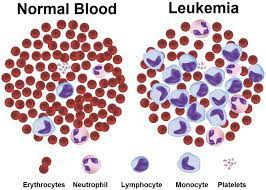 Normal Blood Leukemia
Erythrocytes Neutrophil Lymphocyte Monocyte Platelets